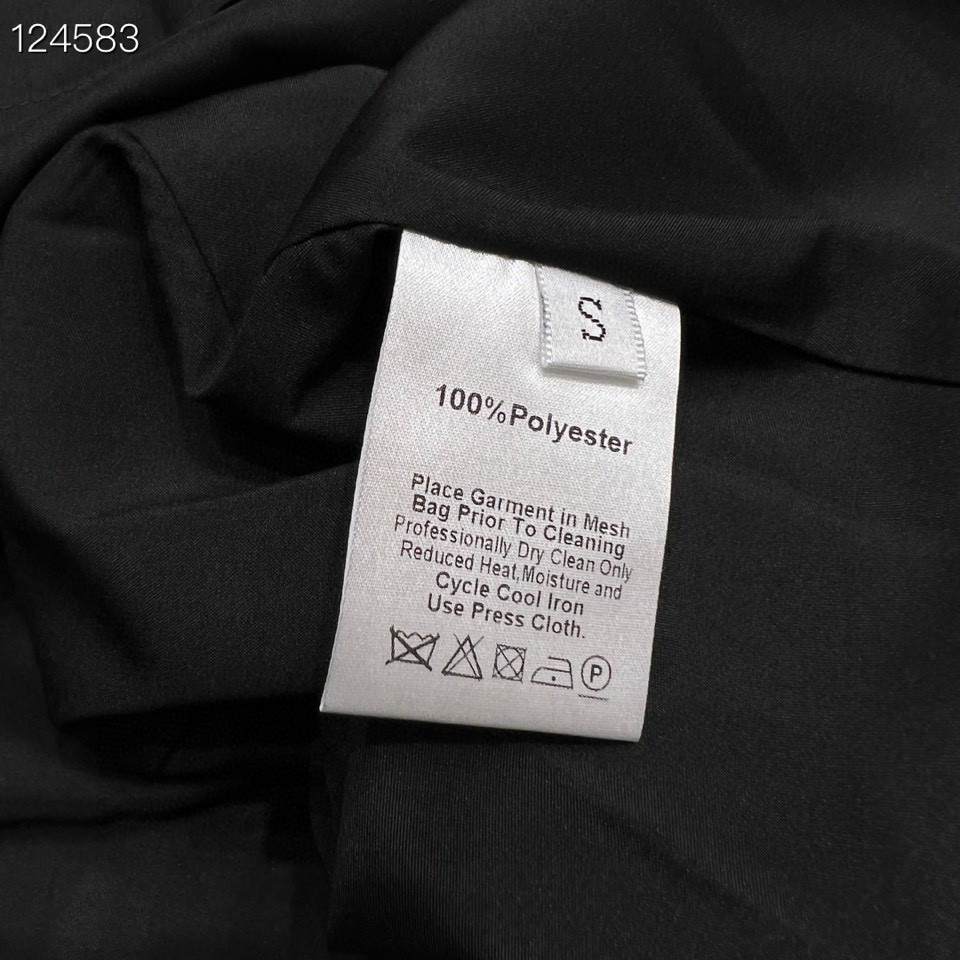 124583
S
100%Polyester
Place Garment in Mesh
Bag Prior To Cleaning
Professionally Dry Clean Only
Reduced Heat,Moisture and
Cycle Cool Iron
Use Press Cloth.
P